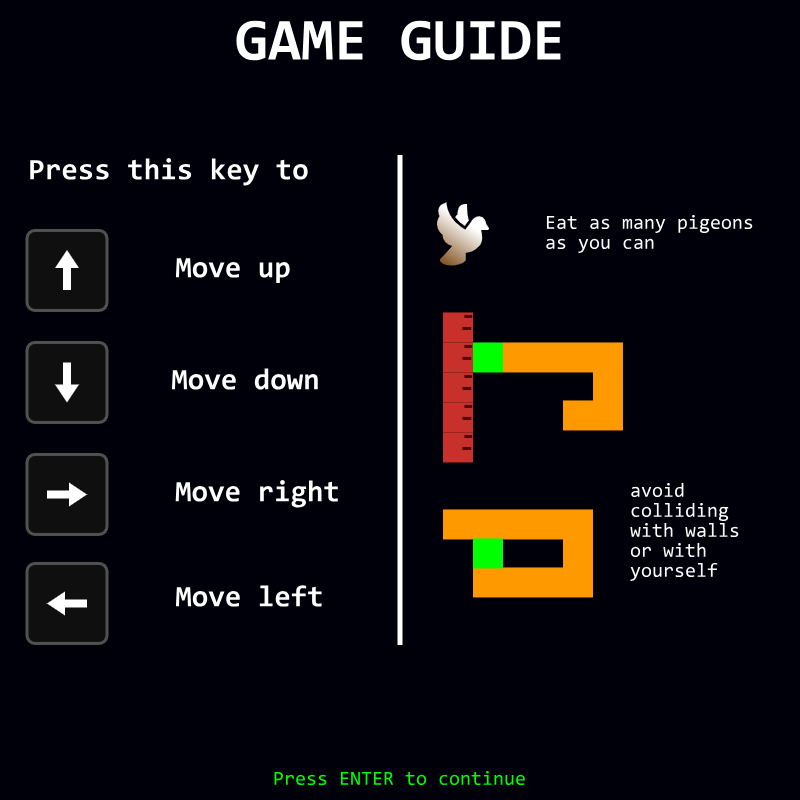 GAME GUIDE
Press this key to
Move up
Move down
Move right
Move left
Eat as many pigeons
as you can
avoid
colliding
with walls
or with
yourself
Press ENTER to continue